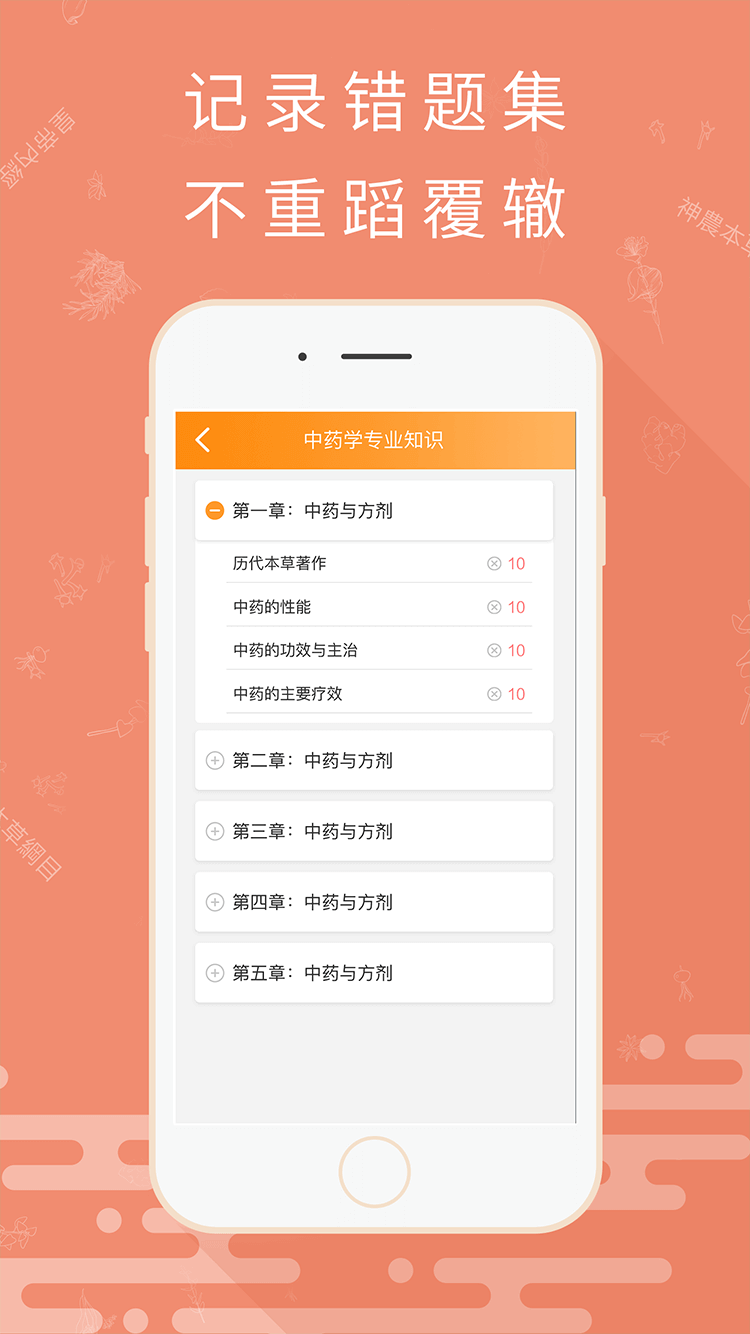 记录错题集
不重蹈覆辙
皇帝内經
神農本草
本草綱目
中药学专业知识
第一章：中药与方剂
历代本草著作 10
中药的性能 10
中药的功效与主治 10
中药的主要疗效 10
第二章：中药与方剂
第三章：中药与方剂
第四章：中药与方剂
第五章：中药与方剂